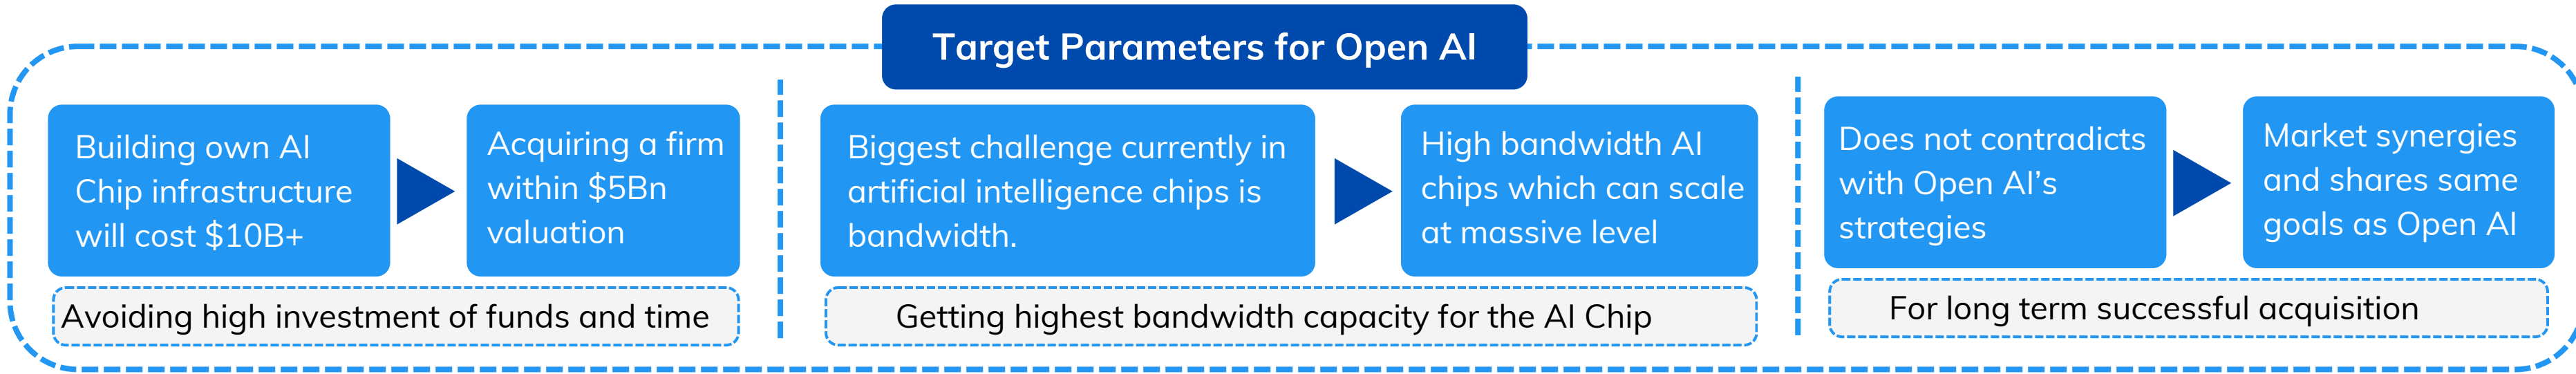 Target Parameters for Open AI
Building own AI
Chip infrastructure
will cost $10B+
Acquiring a firm
within $5Bn
valuation
Avoiding high investment of funds and time
Biggest challenge currently in
artificial intelligence chips is
bandwidth.
High bandwidth AI
chips which can scale
at massive level
Getting highest bandwidth capacity for the AI Chip
Does not contradicts
with Open AI’s
strategies
Market synergies
and shares same
goals as Open AI
For long term successful acquisition